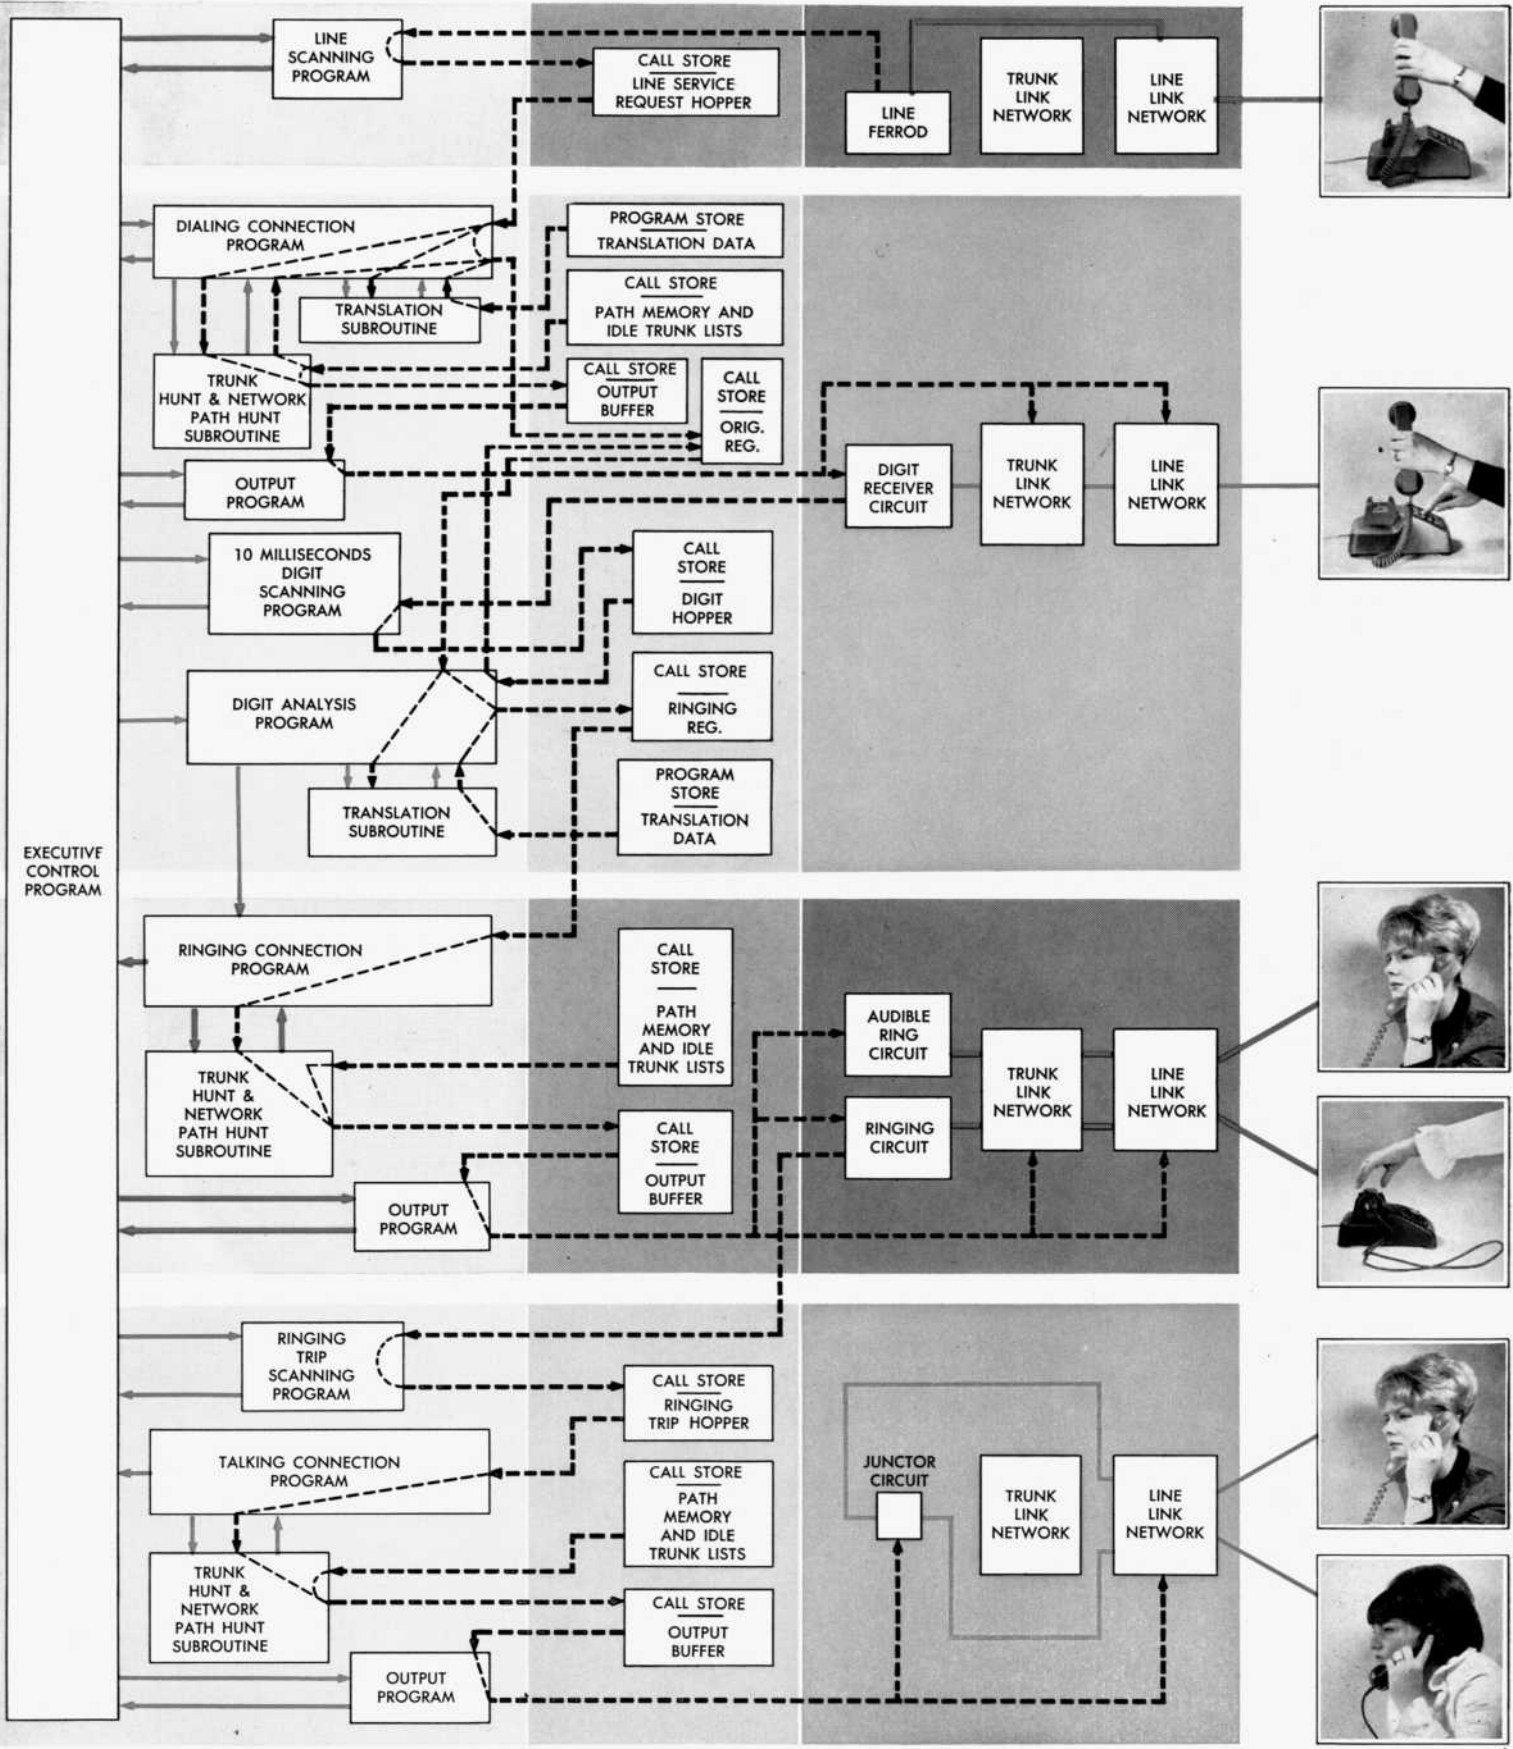 LINE
SCANNING
PROGRAM
CALL STORE
LINE SERVICE
REQUEST HOPPER
LINE
FERROD
TRUNK
LINK
NETWORK
LINE
LINK
NETWORK
DIALING CONNECTION
PROGRAM
PROGRAM STORE
TRANSLATION DATA
TRANSLATION
SUBROUTINE
CALL STORE
PATH MEMORY AND
IDLE TRUNK LISTS
TRUNK
HUNT & NETWORK
PATH HUNT
SUBROUTINE
CALL STORE
OUTPUT
BUFFER
CALL
STORE
ORIG.
REG.
OUTPUT
PROGRAM
DIGIT
RECEIVER
CIRCUIT
TRUNK
LINK
NETWORK
LINE
LINK
NETWORK
10 MILLISECONDS
DIGIT
SCANNING
PROGRAM
CALL
STORE
DIGIT
HOPPER
DIGIT ANALYSIS
PROGRAM
CALL STORE
RINGING
REG.
TRANSLATION
SUBROUTINE
PROGRAM
STORE
TRANSLATION
DATA
EXECUTIVE
CONTROL
PROGRAM
RINGING CONNECTION
PROGRAM
CALL
STORE
PATH
MEMORY
AND IDLE
TRUNK LISTS
AUDIBLE
RING
CIRCUIT
TRUNK
LINK
NETWORK
LINE
LINK
NETWORK
TRUNK
HUNT &
NETWORK
PATH HUNT
SUBROUTINE
CALL
STORE
OUTPUT
BUFFER
RINGING
CIRCUIT
OUTPUT
PROGRAM
RINGING
TRIP
SCANNING
PROGRAM
CALL STORE
RINGING
TRIP HOPPER
TALKING CONNECTION
PROGRAM
CALL STORE
PATH
MEMORY
AND IDLE
TRUNK LISTS
JUNCTOR
CIRCUIT
TRUNK
LINK
NETWORK
LINE
LINK
NETWORK
TRUNK
HUNT &
NETWORK
PATH HUNT
SUBROUTINE
CALL STORE
OUTPUT
BUFFER
OUTPUT
PROGRAM